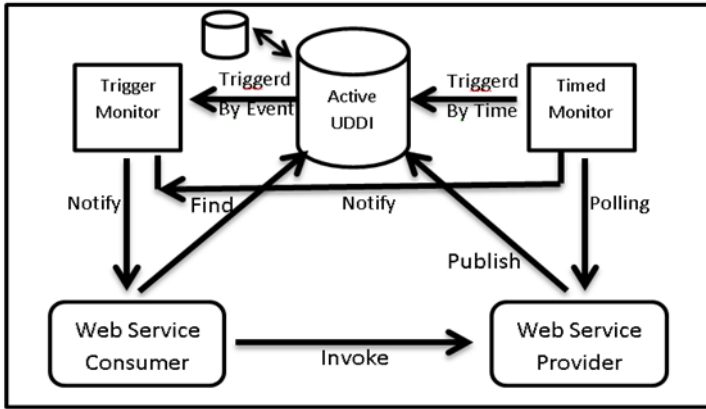 Trigger
Monitor
Triggerd
By Event
Active
UDDI
Triggerd
By Time
Timed
Monitor
Notify
Find
Notify
Polling
Publish
Web Service
Consumer
Invoke
Web Service
Provider